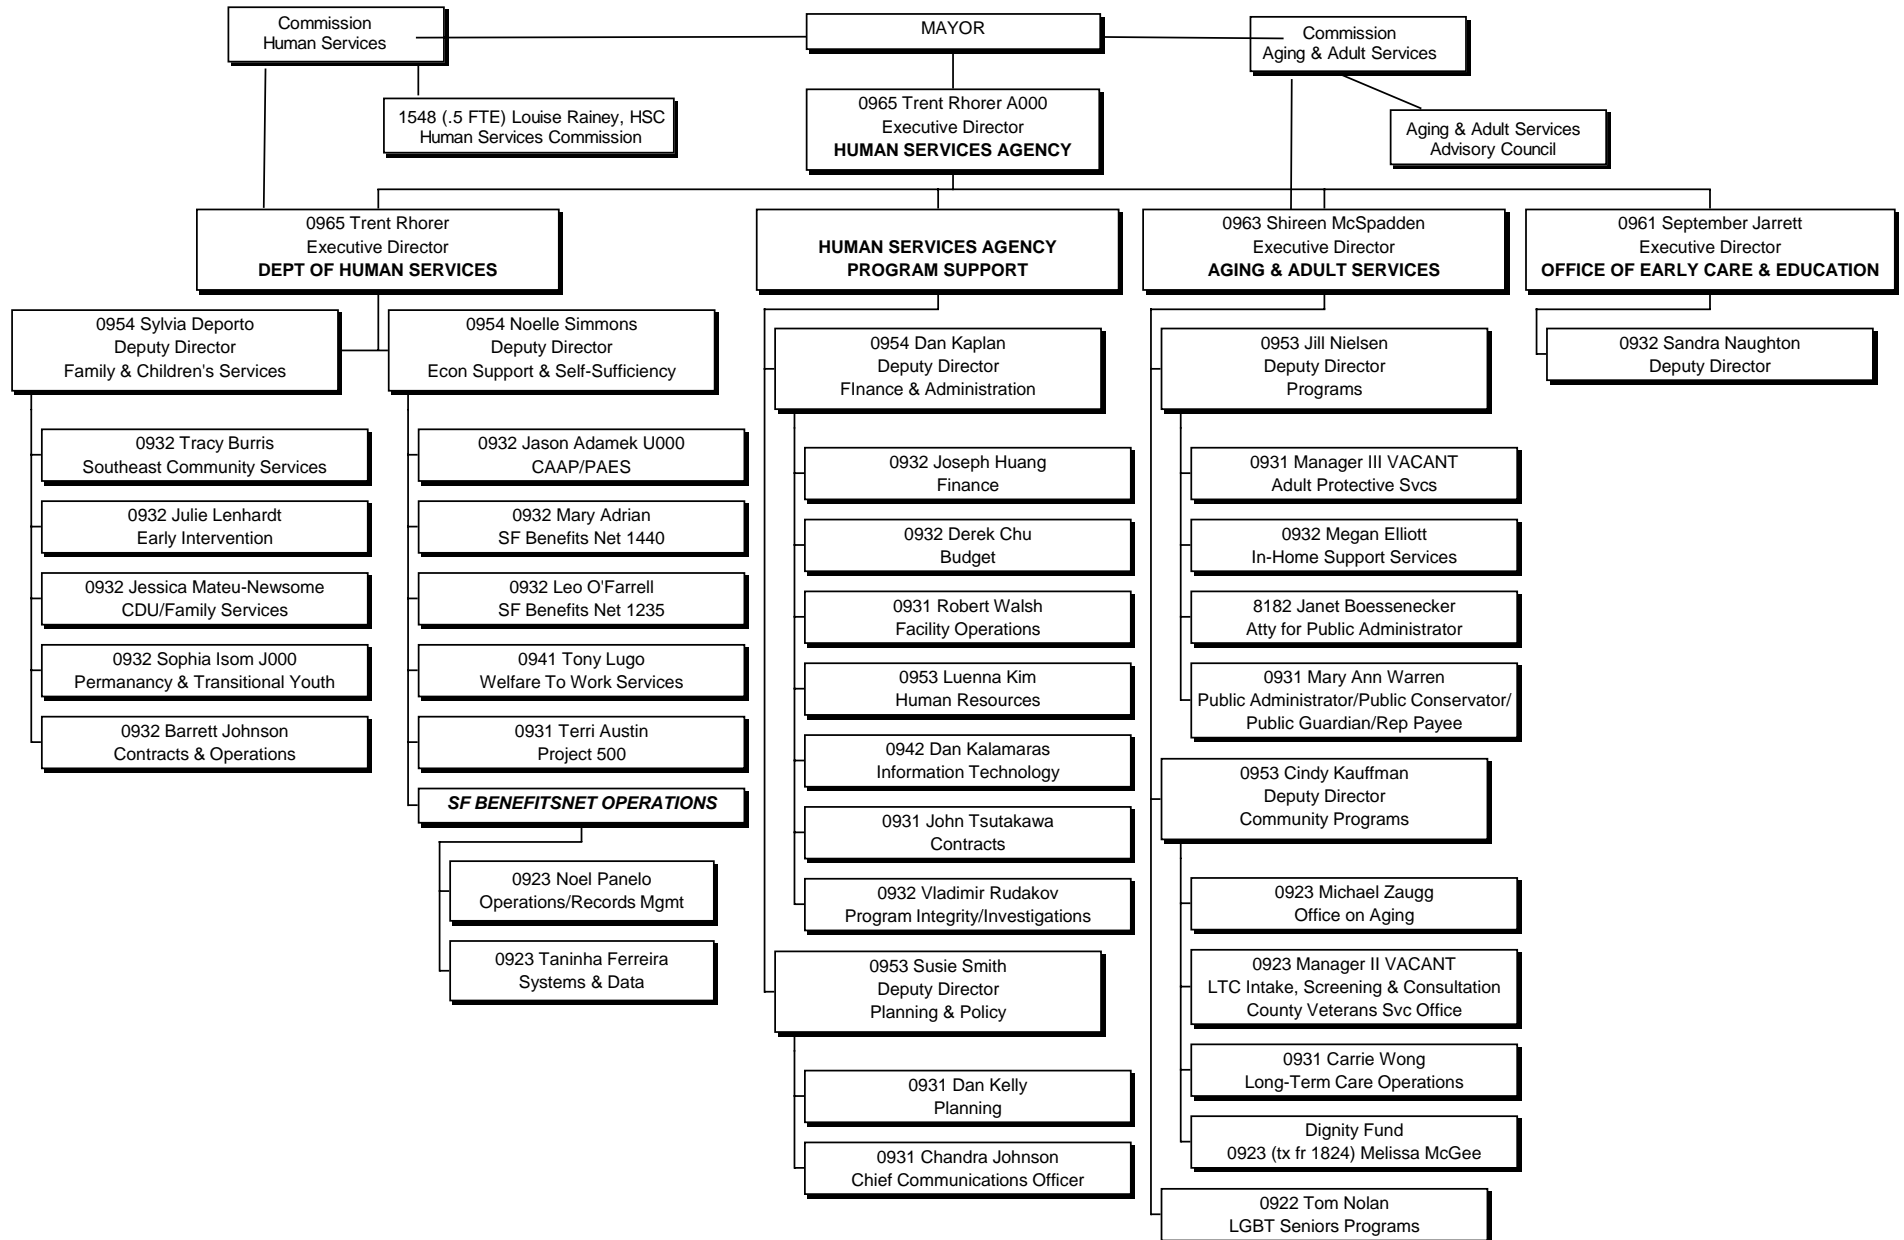 Commission
Human Services
MAYOR
Commission
Aging & Adult Services
1548 (.5 FTE) Louise Rainey, HSC
Human Services Commission
0965 Trent Rhorer A000
Executive Director
HUMAN SERVICES AGENCY
Aging & Adult Services
Advisory Council
0965 Trent Rhorer
Executive Director
DEPT OF HUMAN SERVICES
HUMAN SERVICES AGENCY
PROGRAM SUPPORT
0963 Shireen McSpadden
Executive Director
AGING & ADULT SERVICES
0961 September Jarrett
Executive Director
OFFICE OF EARLY CARE & EDUCATION
0954 Sylvia Deporto
Deputy Director
Family & Children's Services
0932 Tracy Burris
Southeast Community Services
0932 Julie Lenhardt
Early Intervention
0932 Jessica Mateu-Newsome
CDU/Family Services
0932 Sophia Isom J000
Permanancy & Transitional Youth
0932 Barrett Johnson
Contracts & Operations
0954 Noelle Simmons
Deputy Director
Econ Support & Self-Sufficiency
0932 Jason Adamek U000
CAAP/PAES
0932 Mary Adrian
SF Benefits Net 1440
0932 Leo O'Farrell
SF Benefits Net 1235
0941 Tony Lugo
Welfare To Work Services
0931 Terri Austin
Project 500
SF BENEFITSNET OPERATIONS
0923 Noel Panelo
Operations/Records Mgmt
0923 Taninha Ferreira
Systems & Data
0954 Dan Kaplan
Deputy Director
FInance & Administration
0932 Joseph Huang
Finance
0932 Derek Chu
Budget
0931 Robert Walsh
Facility Operations
0953 Luenna Kim
Human Resources
0942 Dan Kalamaras
Information Technology
0931 John Tsutakawa
Contracts
0932 Vladimir Rudakov
Program Integrity/Investigations
0953 Susie Smith
Deputy Director
Planning & Policy
0931 Dan Kelly
Planning
0931 Chandra Johnson
Chief Communications Officer
0953 Jill Nielsen
Deputy Director
Programs
0931 Manager III VACANT
Adult Protective Svcs
0932 Megan Elliott
In-Home Support Services
8182 Janet Boessenecker
Atty for Public Administrator
0931 Mary Ann Warren
Public Administrator/Public Conservator/
Public Guardian/Rep Payee
0953 Cindy Kauffman
Deputy Director
Community Programs
0923 Michael Zaugg
Office on Aging
0923 Manager II VACANT
LTC Intake, Screening & Consultation
County Veterans Svc Office
0931 Carrie Wong
Long-Term Care Operations
Dignity Fund
0923 (tx fr 1824) Melissa McGee
0922 Tom Nolan
LGBT Seniors Programs
0932 Sandra Naughton
Deputy Director